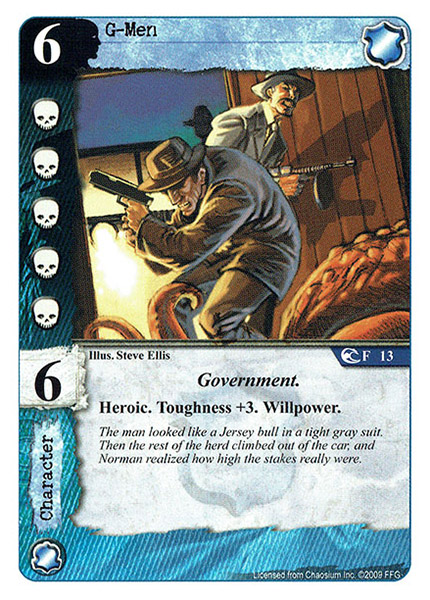 6
G-Men
Illus. Steve Ellis
F 13
6
Government.
Heroic. Toughness +3. Willpower.
The man looked like a Jersey bull in a tight gray suit.
Then the rest of the herd climbed out of the car, and
Norman realized how high the stakes really were.
Character
Licensed from Chaosium Inc. ©2009 FFG